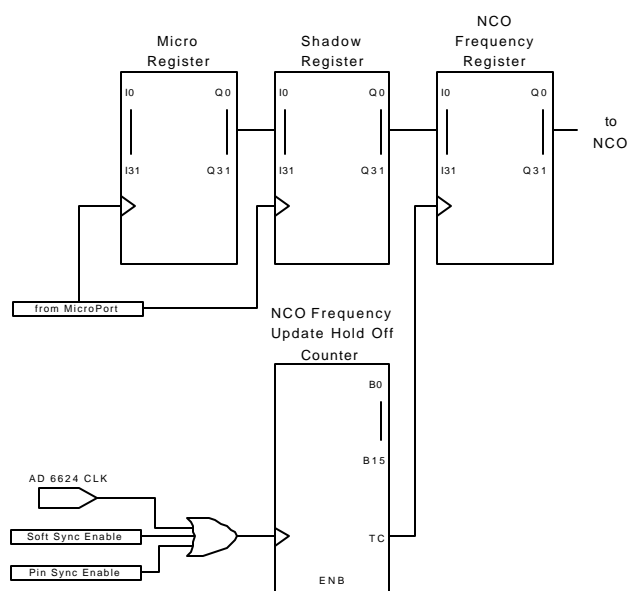 Micro
Register
Shadow
Register
NCO
Frequency
Register
I0
Q0
I31
Q31
I0
Q0
I31
Q31
I0
Q0
I31
Q31
to
NCO
from MicroPort
NCO Frequency
Update Hold Off
Counter
B0
B15
TC
ENB
AD 6624 CLK
Soft Sync Enable
Pin Sync Enable